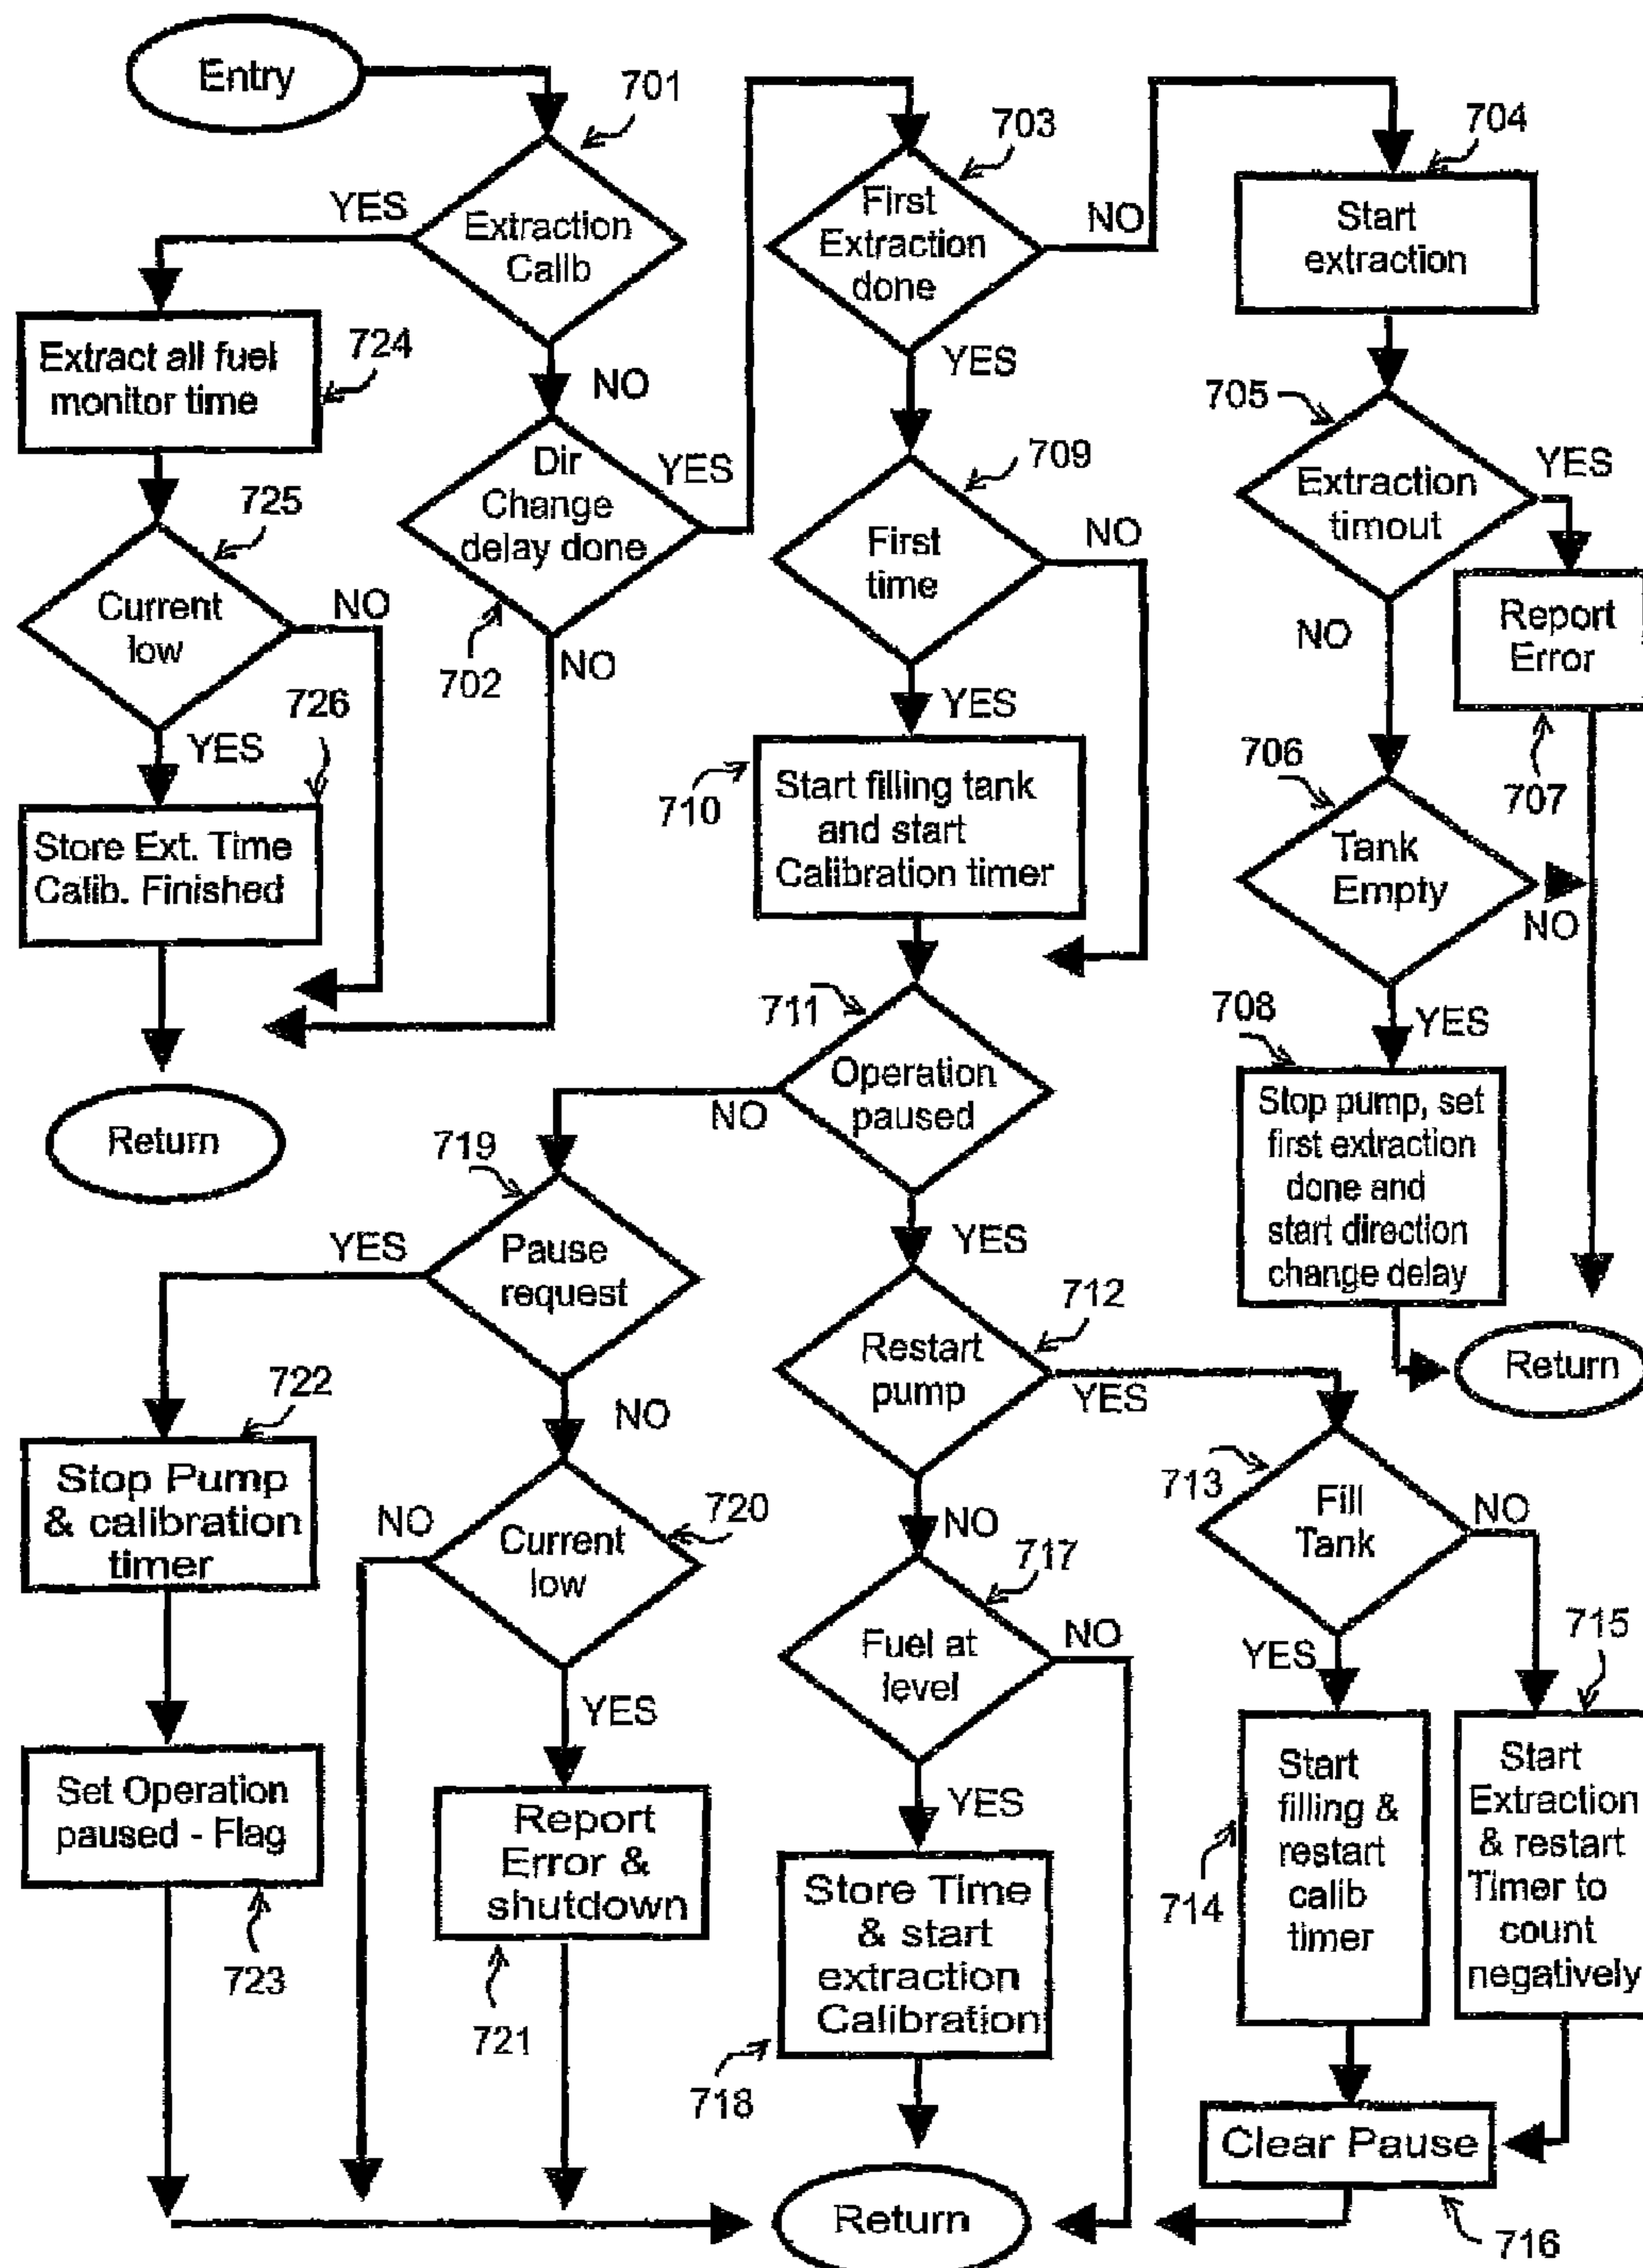 Entry
701
YES
Extraction
Callb
NO
Extract all fuel
monitor time
724
725
Current
low
NO
YES
726
Store Ext. Time
Calib. Finished
Return
Dir
Change
delay done
YES
702
NO
703
First
Extraction
done
NO
YES
709
First
time
NO
YES
710
Start filling tank
and start
Calibration timer
704
Start
extraction
705
Extraction
timout
YES
NO
Report
Error
707
706
Tank
Empty
NO
YES
708
Stop pump, set
first extraction
done and
start direction
change delay
Return
711
Operation
paused
NO
YES
719
Pause
request
YES
NO
722
Stop Pump
& calibration
timer
Set Operation
paused - Flag
723
720
Current
low
NO
YES
Report
Error &
shutdown
721
712
Restart
pump
YES
NO
717
Fuel at
level
NO
YES
Store Time
& start
extraction
Calibration
718
713
Fill
Tank
NO
YES
715
Start
filling &
restart
calib
timer
714
Start
Extraction
& restart
Timer to
count
negatively
Clear Pause
716
Return